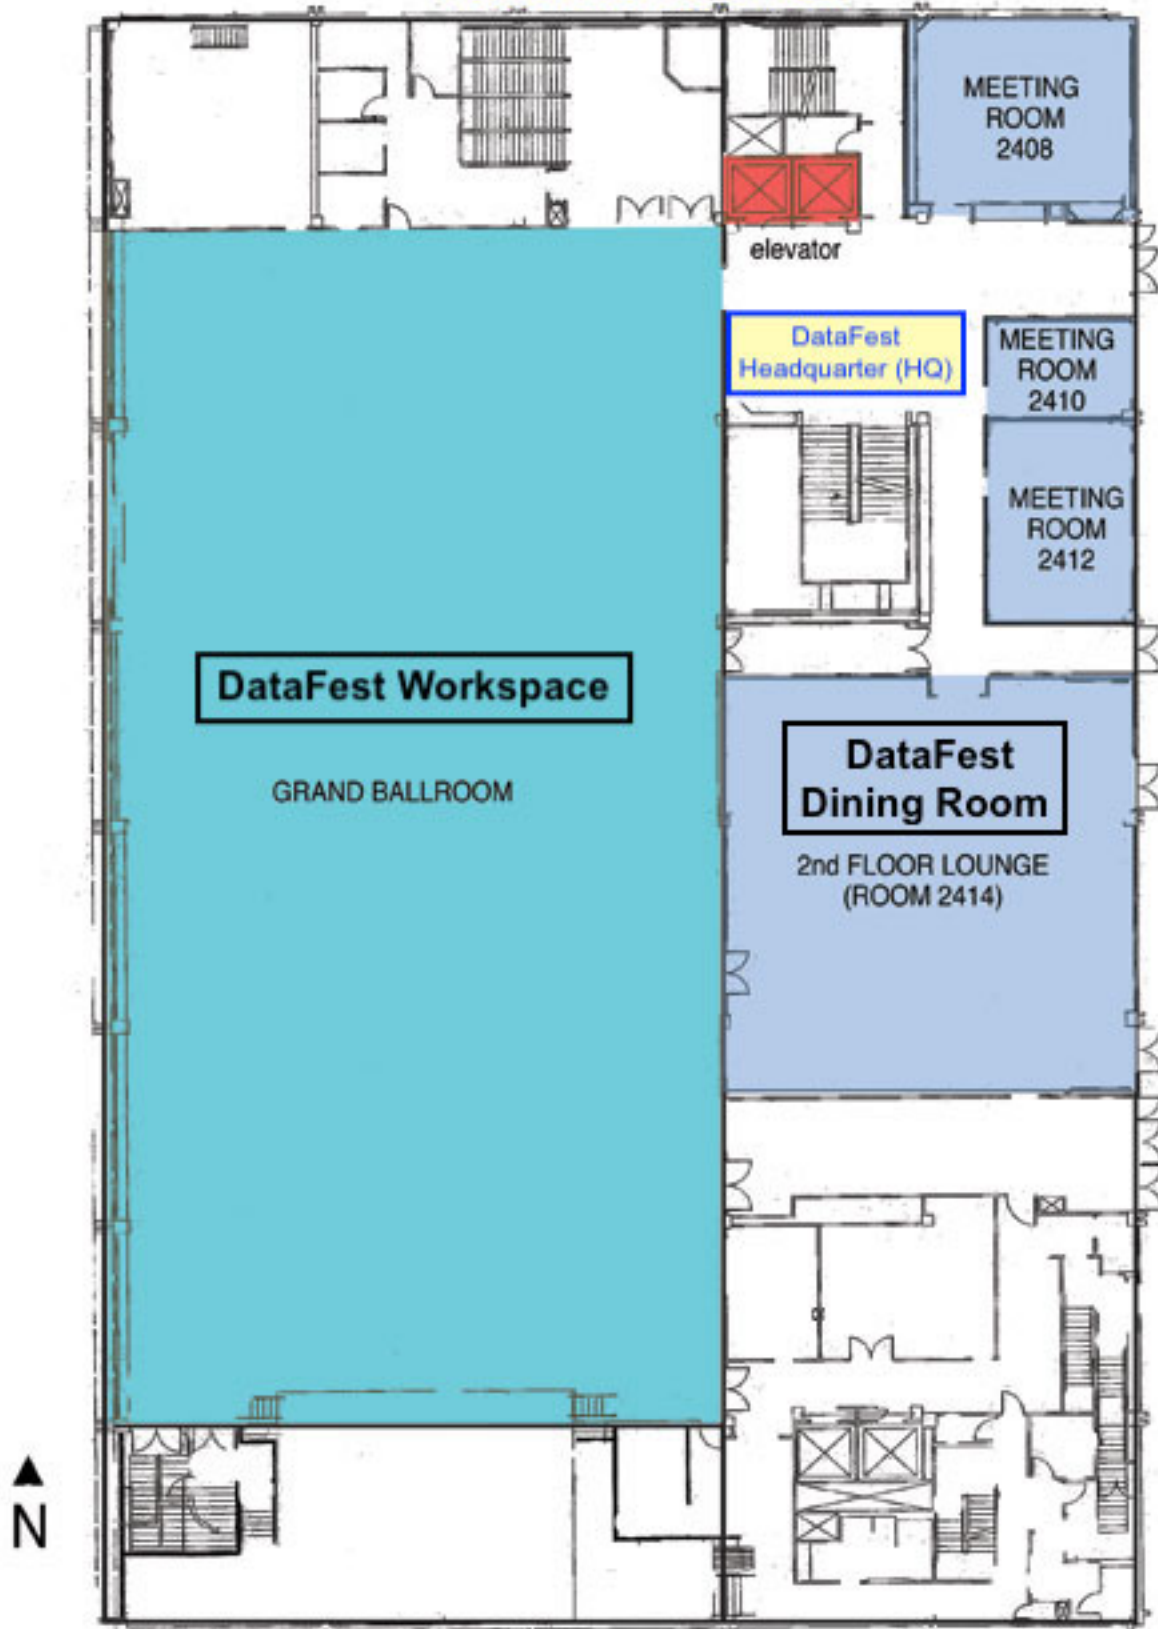 MEETING
ROOM
2408
elevator
DataFest
Headquarter (HQ)
MEETING
ROOM
2410
MEETING
ROOM
2412
DataFest Workspace
GRAND BALLROOM
DataFest
Dining Room
2nd FLOOR LOUNGE
(ROOM 2414)
N